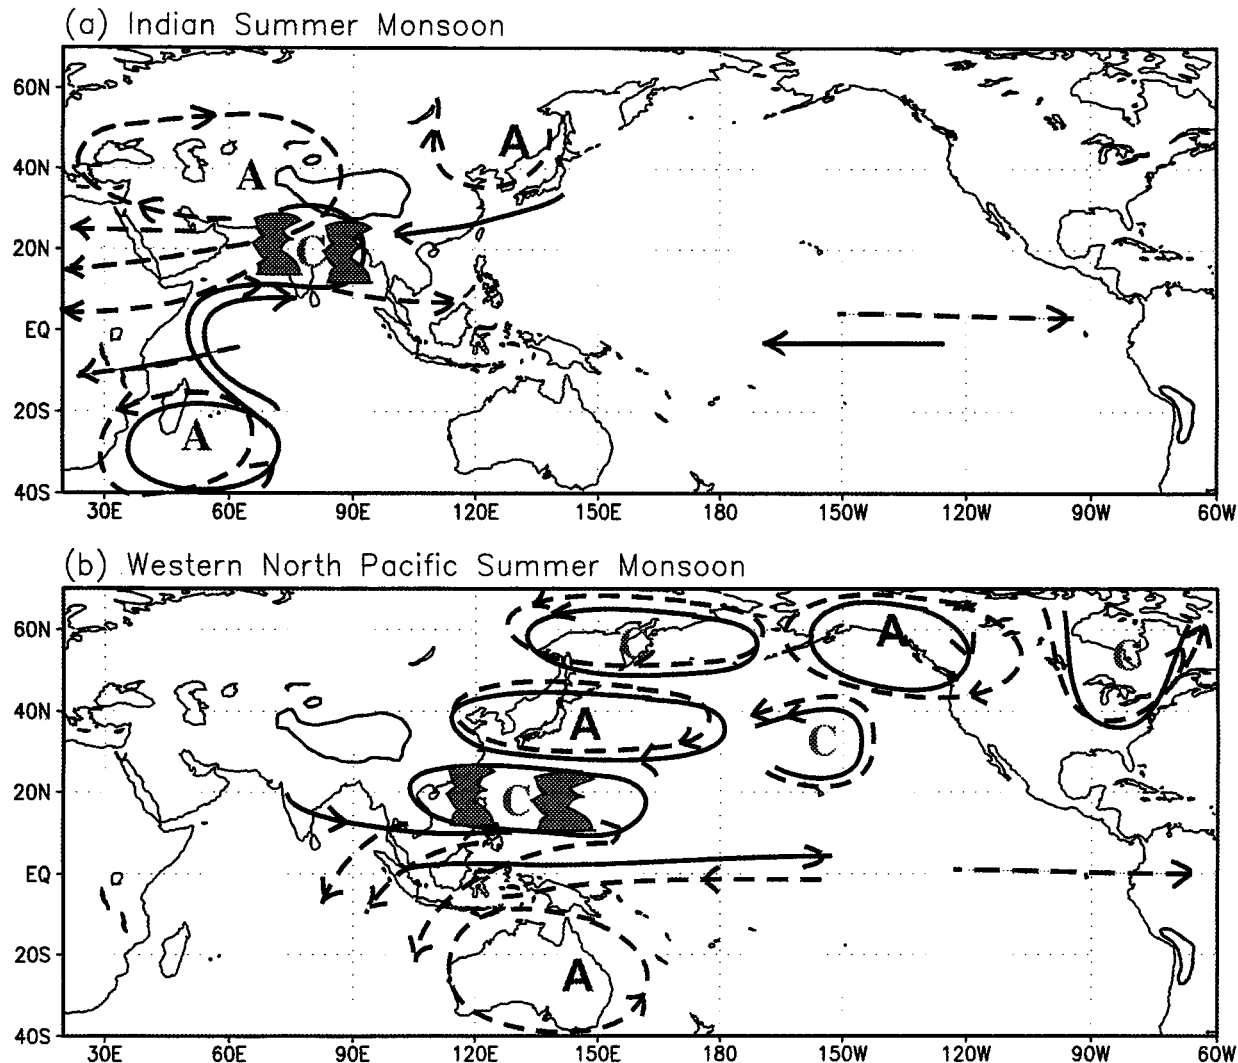 (a) Indian Summer Monsoon
60N
A
40N
A
20N
C
EQ
20S
A
40S
30E 60E 90E 120E 150E 180 150W 120W 90W 60W
(b) Western North Pacific Summer Monsoon
60N
C
A
C
40N
A
C
20N
C
EQ
20S
A
40S
30E 60E 90E 120E 150E 180 150W 120W 90W 60W